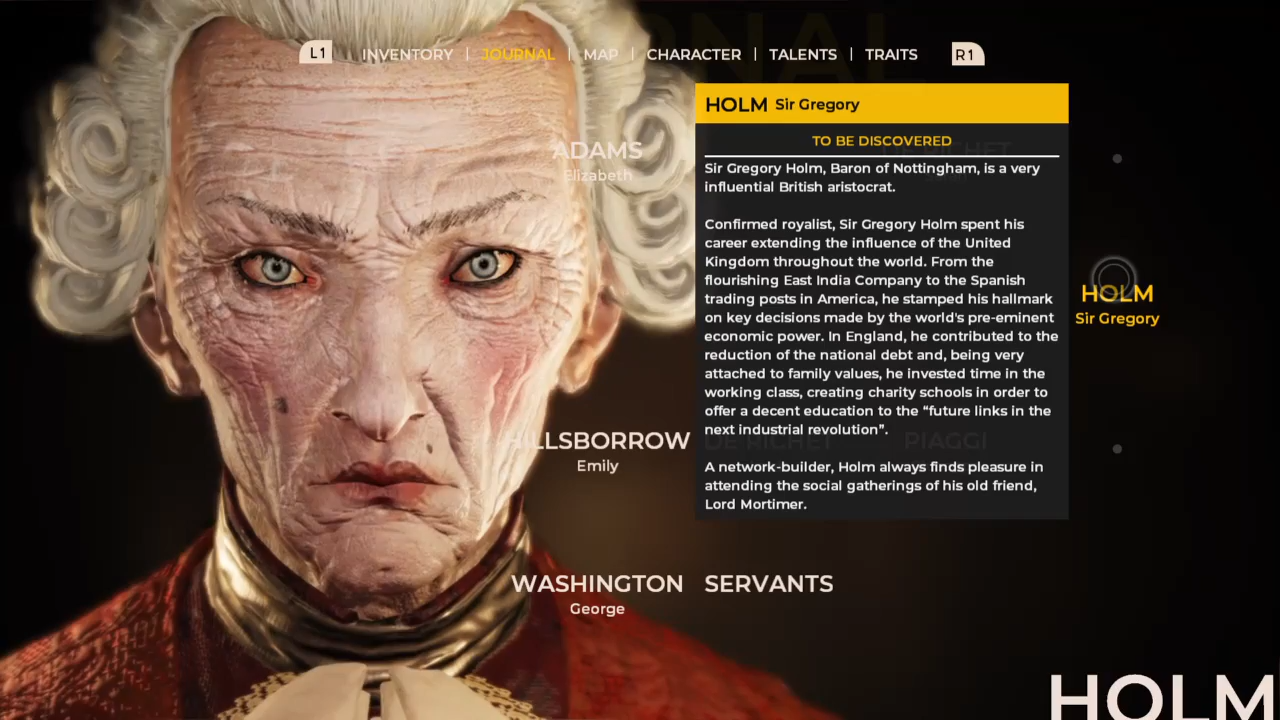 L1 INVENTORY | JOURNAL | MAP | CHARACTER | TALENTS | TRAITS R1
HOLM Sir Gregory
TO BE DISCOVERED
ADAMS
Elizabeth
Sir Gregory Holm, Baron of Nottingham, is a very
influential British aristocrat.
Confirmed royalist, Sir Gregory Holm spent his
career extending the influence of the United
Kingdom throughout the world. From the
flourishing East India Company to the Spanish
trading posts in America, he stamped his hallmark
on key decisions made by the world's pre-eminent
economic power. In England, he contributed to the
reduction of the national debt and, being very
attached to family values, he invested time in the
working class, creating charity schools in order to
offer a decent education to the “future links in the
next industrial revolution”.
A network-builder, Holm always finds pleasure in
attending the social gatherings of his old friend,
Lord Mortimer.
HOLM
Sir Gregory
HILLSBORROW
Emily
DE RICHET
PIAGGI
WASHINGTON
George
SERVANTS
HOLM